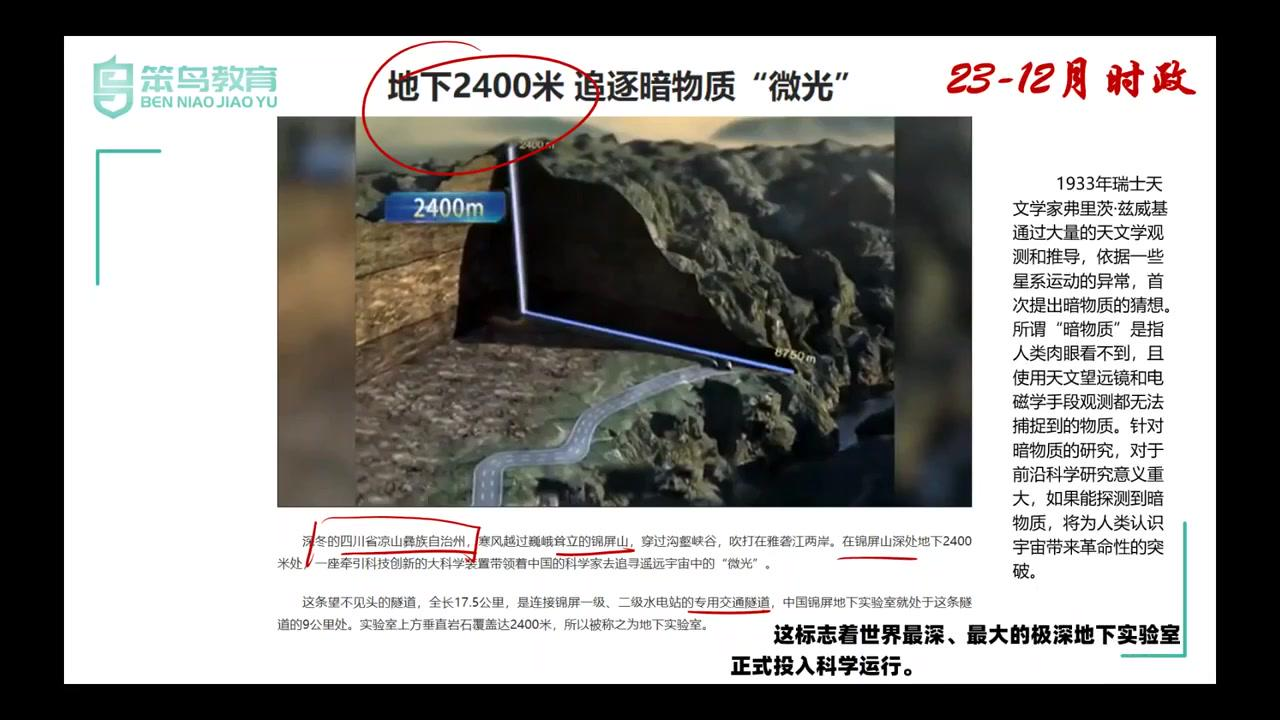 笨鸟教育
BEN NIAO JIAO YU
地下2400米 追逐暗物质“微光”
23-12月 时政
2400m
2400m
8750m
1933年瑞士天
文学家弗里茨·兹威基
通过大量的天文学观
测和推导，依据一些
星系运动的异常，首
次提出暗物质的猜想。
所谓“暗物质”是指
人类肉眼看不到，且
使用天文望远镜和电
磁学手段观测都无法
捕捉到的物质。针对
暗物质的研究，对于
前沿科学研究意义重
大，如果能探测到暗
物质，将为人类认识
宇宙带来革命性的突
破。
深冬的四川省凉山彝族自治州，寒风越过巍峨耸立的锦屏山，穿过沟壑峡谷，吹打在雅砻江两岸。在锦屏山深处地下2400
米处，一座牵引科技创新的大科学装置带领着中国的科学家去追寻遥远宇宙中的“微光”。
这条望不见头的隧道，全长17.5公里，是连接锦屏一级、二级水电站的专用交通隧道，中国锦屏地下实验室就处于这条隧
道的9公里处。实验室上方垂直岩石覆盖达2400米，所以被称之为地下实验室。
这标志着世界最深、最大的极深地下实验室
正式投入科学运行。